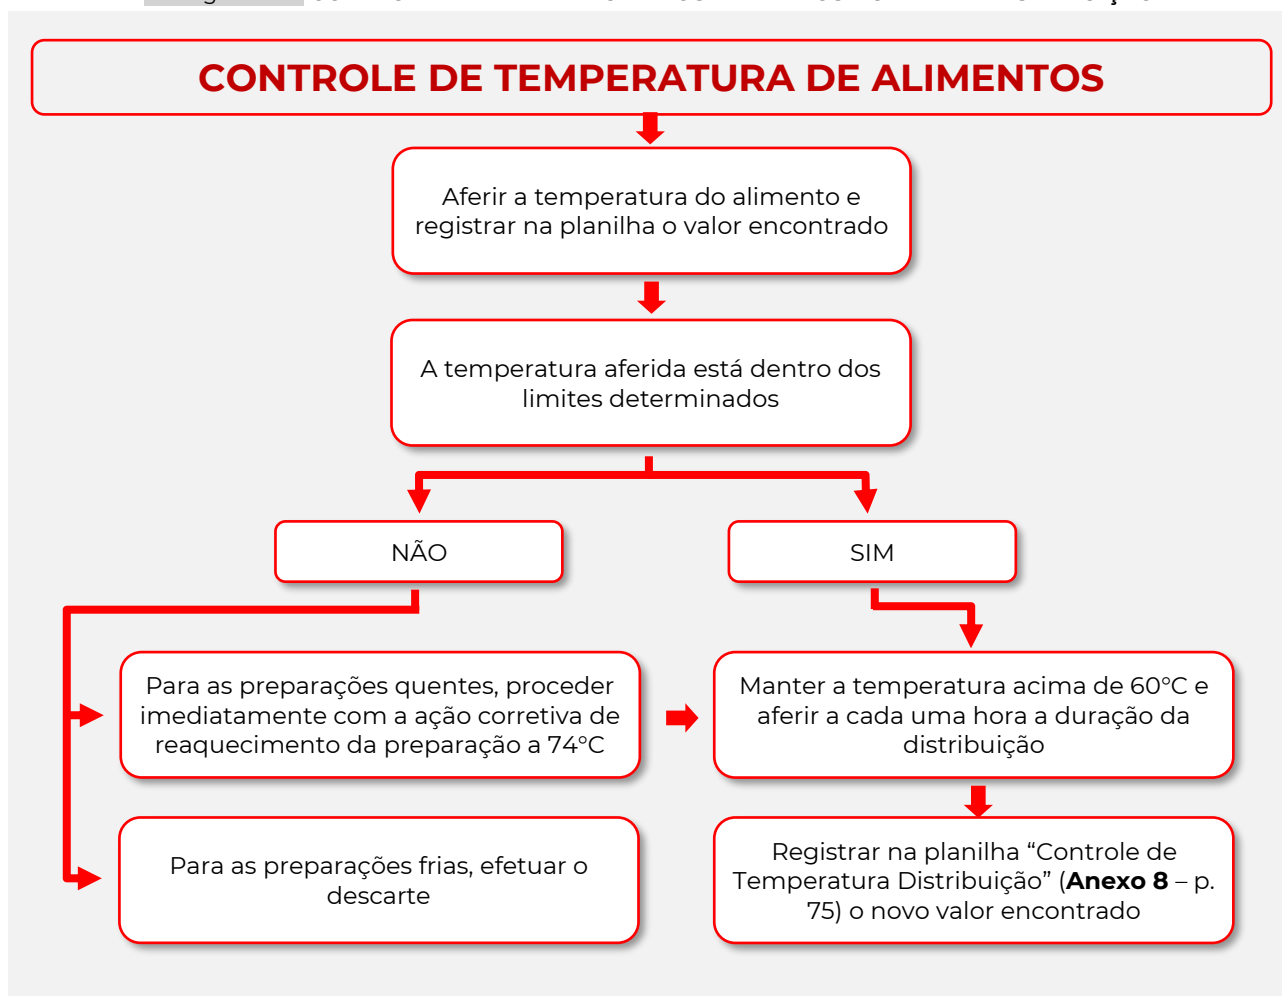 CONTROLE DE TEMPERATURA DE ALIMENTOS
Aferir a temperatura do alimento e
registrar na planilha o valor encontrado
A temperatura aferida está dentro dos
limites determinados
NÃO
SIM
Para as preparações quentes, proceder
imediatamente com a ação corretiva de
reaquecimento da preparação a 74°C
Manter a temperatura acima de 60°C e
aferir a cada uma hora a duração da
distribuição
Para as preparações frias, efetuar o
descarte
Registrar na planilha “Controle de
Temperatura Distribuição” (Anexo 8 – p.
75) o novo valor encontrado